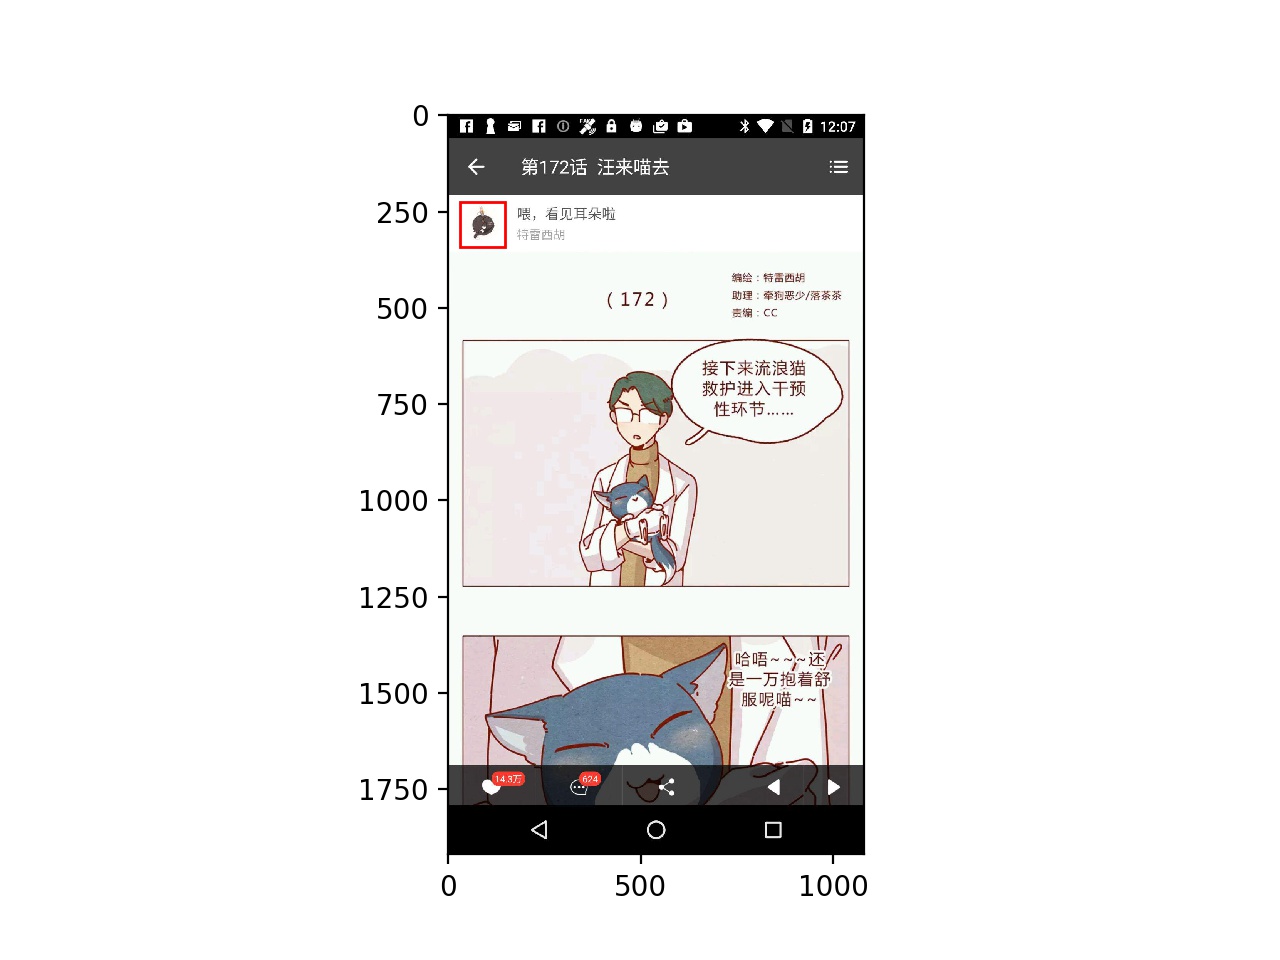 0
250
500
750
1000
1250
1500
1750
12:07
第172话 汪来喵去
喂，看见耳朵啦
特雷西胡
编绘：特雷西胡
助理：牵狗恶少/落茶茶
责编：CC
（172）
接下来流浪猫
救护进入干预
性环节……
哈唔~~~还
是一万抱着舒
服呢喵~~
14.3万
624
0
500
1000